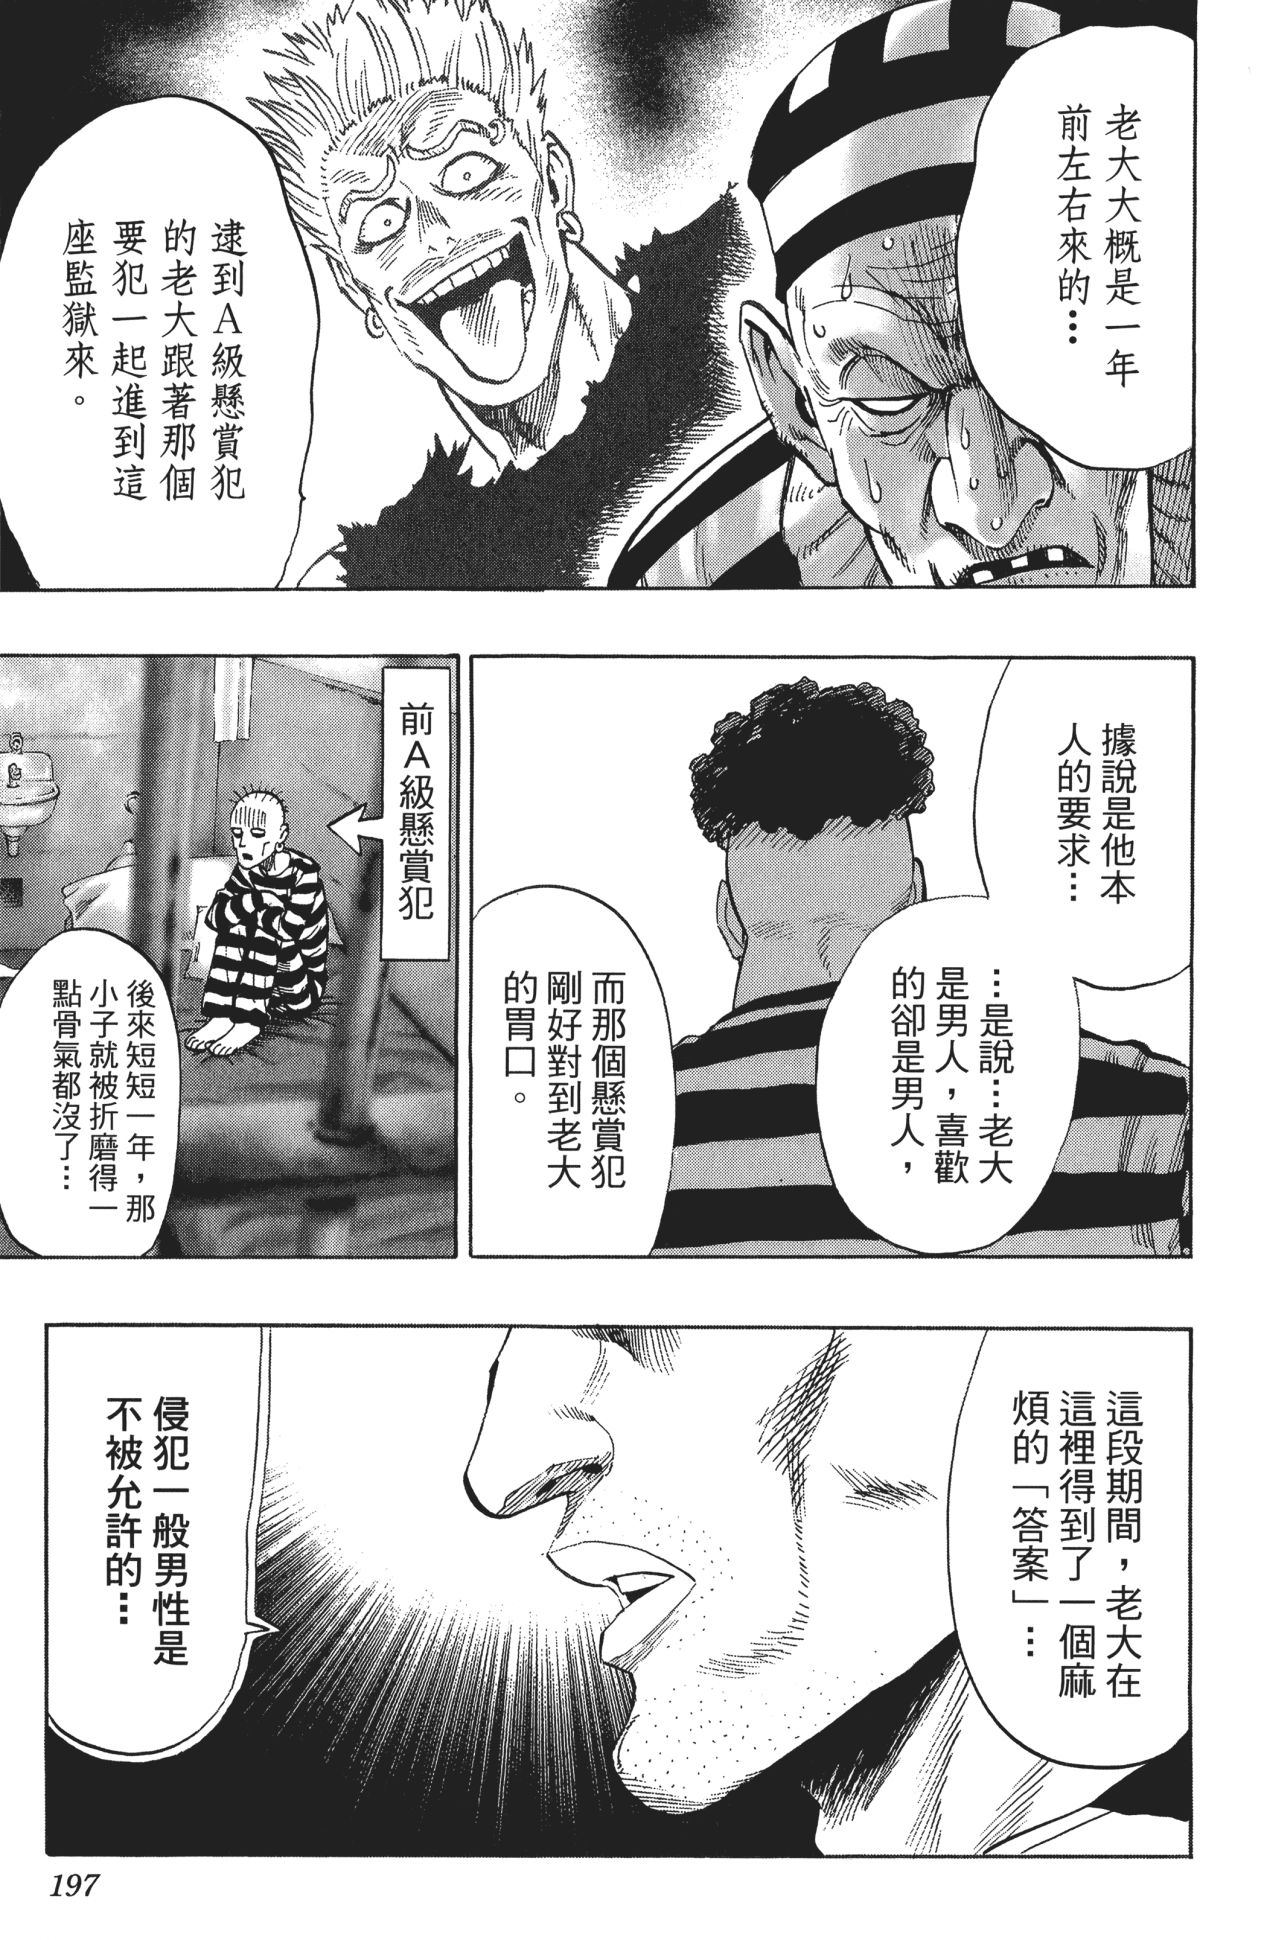 老大大概是一年
前左右來的…
逮到A級懸賞犯
的老大跟著那個
要犯一起進到這
座監獄來。
據說是他本
人的要求…
…是說…老大
是男人，喜歡
的卻是男人，
而那個懸賞犯
剛好對到老大
的胃口。
前A級懸賞犯
後來短短一年，那
小子就被折磨得一
點骨氣都沒了…
這段期間，老大在
這裡得到了一個麻
煩的「答案」…
侵犯一般男性是
不被允許的…
197